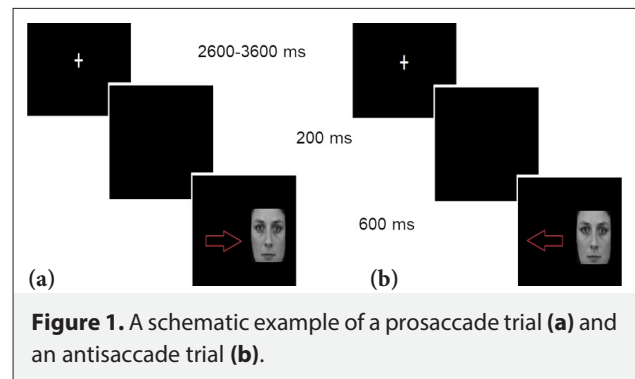 2600-3600 ms
200 ms
600 ms
(a)
(b)
Figure 1. A schematic example of a prosaccade trial (a) and
an antisaccade trial (b).